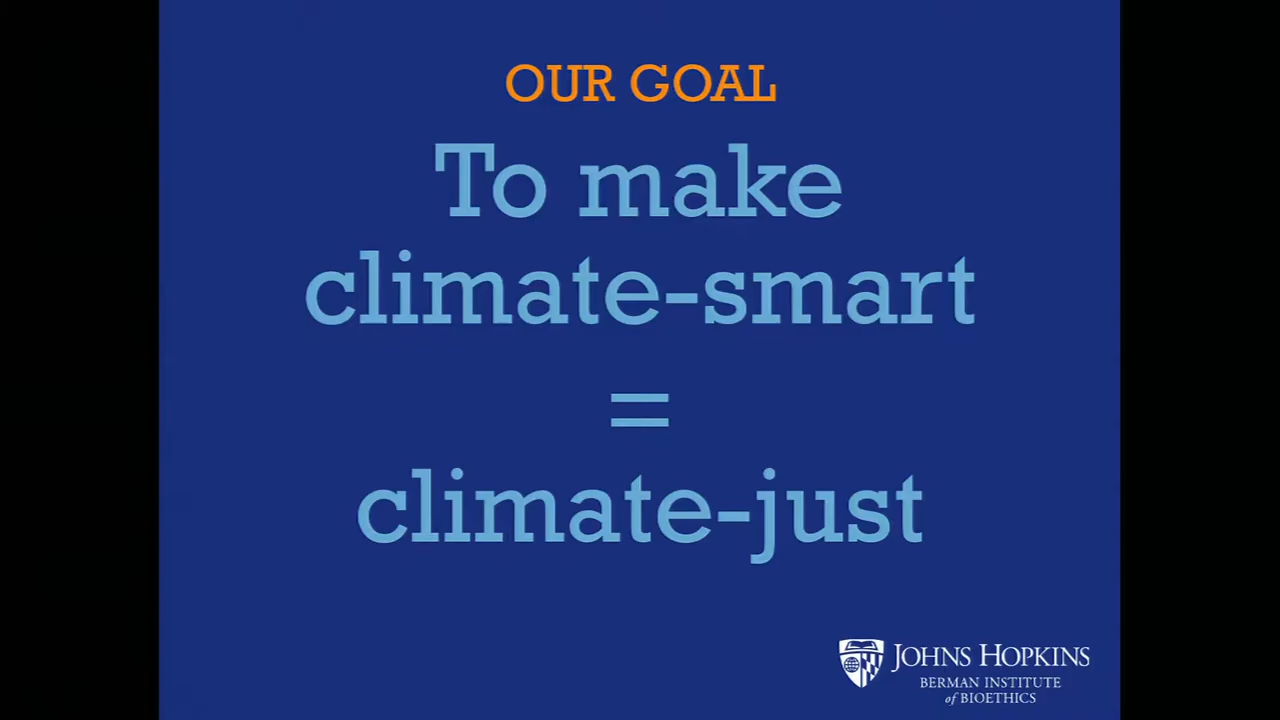 OUR GOAL
To make
climate-smart
=
climate-just
JOHNS HOPKINS
BERMAN INSTITUTE
of BIOETHICS